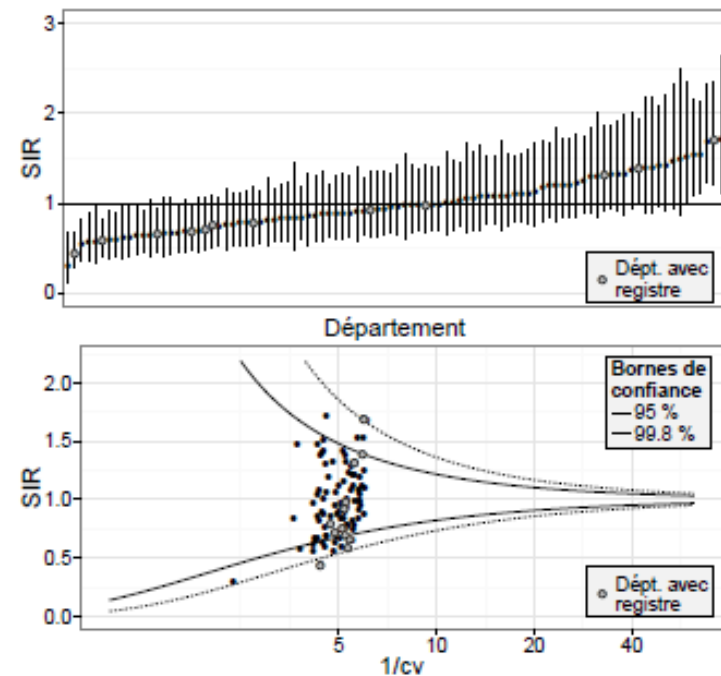 3
2
1
0
SIR
Dépt. avec
registre
Département
2.0
1.5
1.0
0.5
0.0
SIR
Bornes de
confiance
95 %
99.8 %
Dépt. avec
registre
5
10
20
40
1/cv